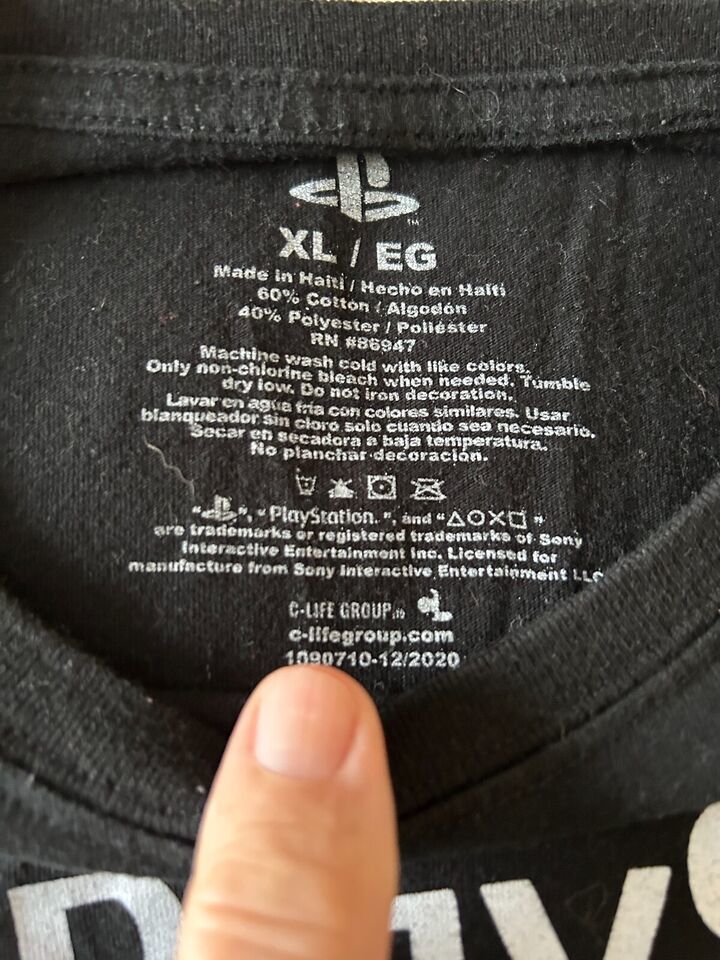 XL / EG
Made in Haiti / Hecho en Haití
60% Cotton / Algodón
40% Polyester / Poliéster
RN #86947
Machine wash cold with like colors.
Only non-chlorine bleach when needed. Tumble
dry low. Do not iron decoration.
Lavar en agua fria con colores similares. Usar
blanqueador sin cloro solo cuando sea necesario.
Secar en secadora a baja temperatura.
No planchar decoración.
" ", "PlayStation.", and "△○X□"
are trademarks or registered trademarks of Sony
Interactive Entertainment Inc. Licensed for
manufacture from Sony Interactive Entertainment LLC
C-LIFE GROUP
c-lifegroup.com
1090710-12/2020